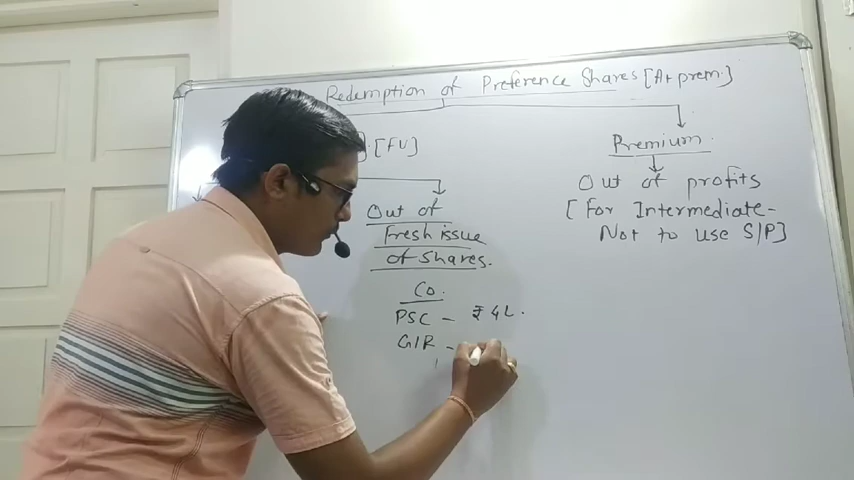 Redemption of Preference Shares [At prem.]
] [FV]
Premium.
Out of
Fresh issue
of Shares.
Out of profits
[For Intermediate-
Not to use S/P]
Co.
PSC - ₹4L.
G/R -